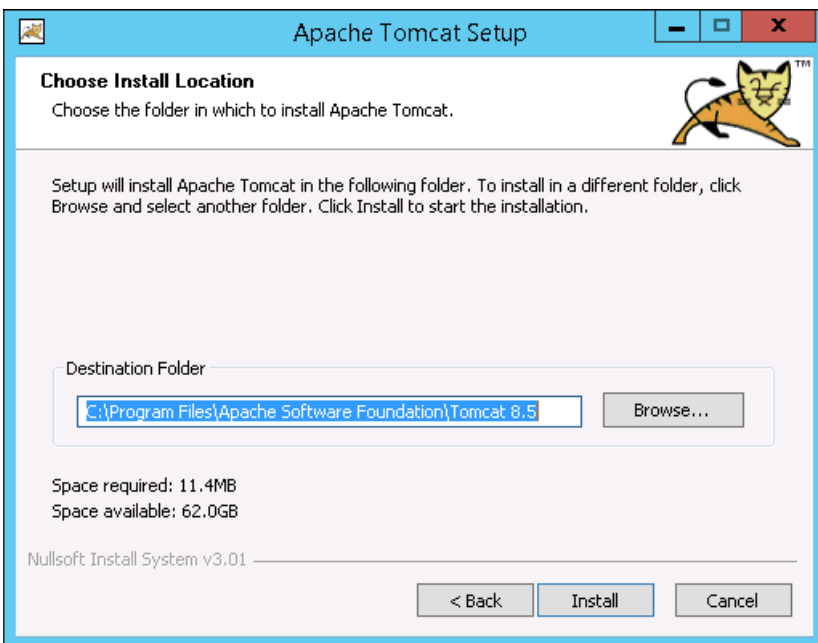 Apache Tomcat Setup
Choose Install Location
Choose the folder in which to install Apache Tomcat.
TM
Setup will install Apache Tomcat in the following folder. To install in a different folder, click
Browse and select another folder. Click Install to start the installation.
Destination Folder
C:\Program Files\Apache Software Foundation\Tomcat 8.5
Browse...
Space required: 11.4MB
Space available: 62.0GB
Nullsoft Install System v3.01
< Back
Install
Cancel